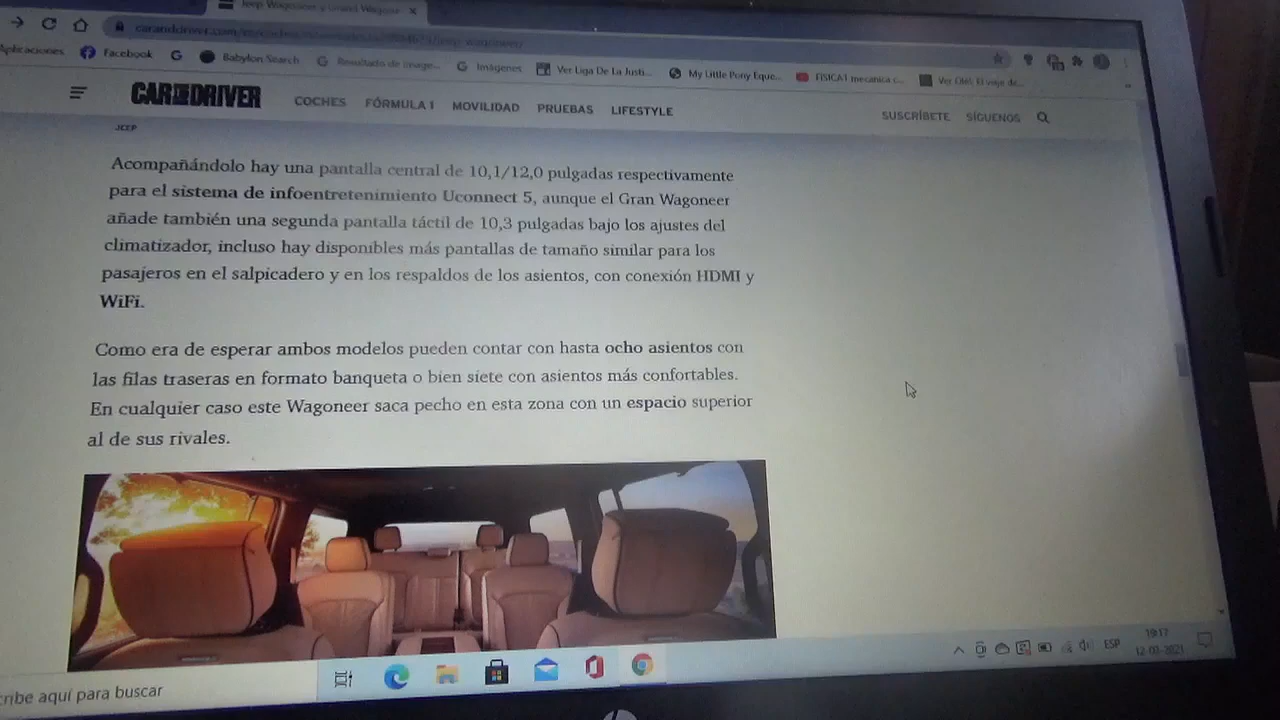 Jeep Wagoneer y Grand Wagone
Aplicaciones Facebook Babylon Search Resultado de image... Imágenes Ver Liga De La Justi... My Little Pony Eque... FISICA1 mecanica c... Ver Olé! El viaje de...
CAR AND DRIVER COCHES FÓRMULA 1 MOVILIDAD PRUEBAS LIFESTYLE SUSCRÍBETE SÍGUENOS
JEEP
Acompañándolo hay una pantalla central de 10,1/12,0 pulgadas respectivamente
para el sistema de infoentretenimiento Uconnect 5, aunque el Gran Wagoneer
añade también una segunda pantalla táctil de 10,3 pulgadas bajo los ajustes del
climatizador, incluso hay disponibles más pantallas de tamaño similar para los
pasajeros en el salpicadero y en los respaldos de los asientos, con conexión HDMI y
WiFi.
Como era de esperar ambos modelos pueden contar con hasta ocho asientos con
las filas traseras en formato banqueta o bien siete con asientos más confortables.
En cualquier caso este Wagoneer saca pecho en esta zona con un espacio superior
al de sus rivales.
ribe aquí para buscar ESP 19:17